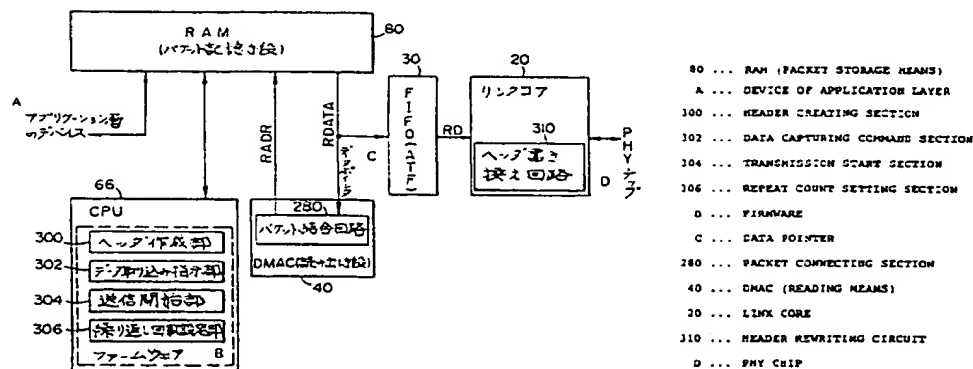 RAM
(パケット記憶手段)
80
A
アプリケーション層
のデバイス
RADR
RDATA
データポインタ
C
30
FIFO(ATF)
RD
20
リンクコア
310
ヘッダ書き
換え回路
PHYチップ
D
66
CPU
300
ヘッダ作成部
302
データ取り込み指示部
304
送信開始部
306
繰り返し回数設定部
ファームウェア
B
280
パケット結合回路
DMAC(読み出し手段)
40
80 ... RAM (PACKET STORAGE MEANS)
A ... DEVICE OF APPLICATION LAYER
300 ... HEADER CREATING SECTION
302 ... DATA CAPTURING COMMAND SECTION
304 ... TRANSMISSION START SECTION
306 ... REPEAT COUNT SETTING SECTION
D ... FIRMWARE
C ... DATA POINTER
280 ... PACKET CONNECTING SECTION
40 ... DMAC (READING MEANS)
20 ... LINK CORE
310 ... HEADER REWRITING CIRCUIT
D ... PHY CHIP